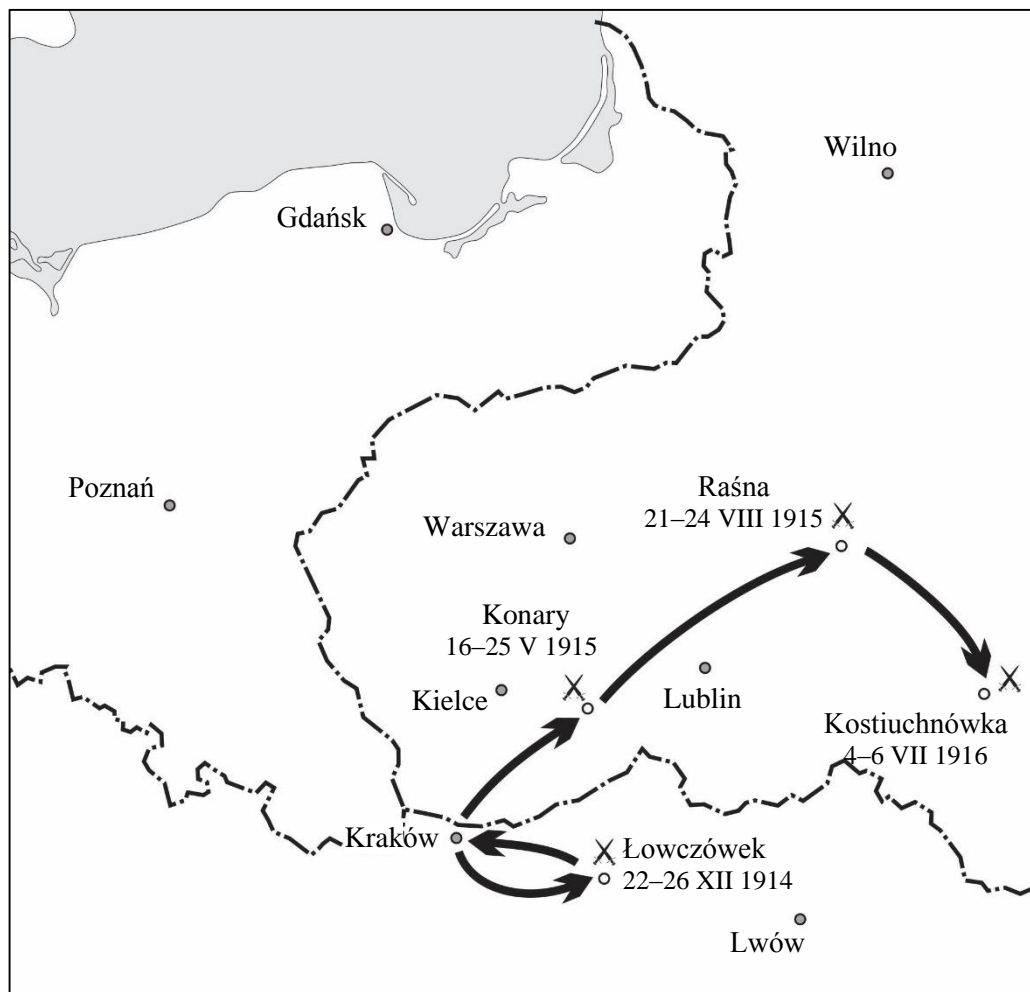 Wilno
Gdańsk
Poznań
Raśna
21–24 VIII 1915
Warszawa
Konary
16–25 V 1915
Kielce
Lublin
Kostiuchnówka
4–6 VII 1916
Kraków
Łowczówek
22–26 XII 1914
Lwów